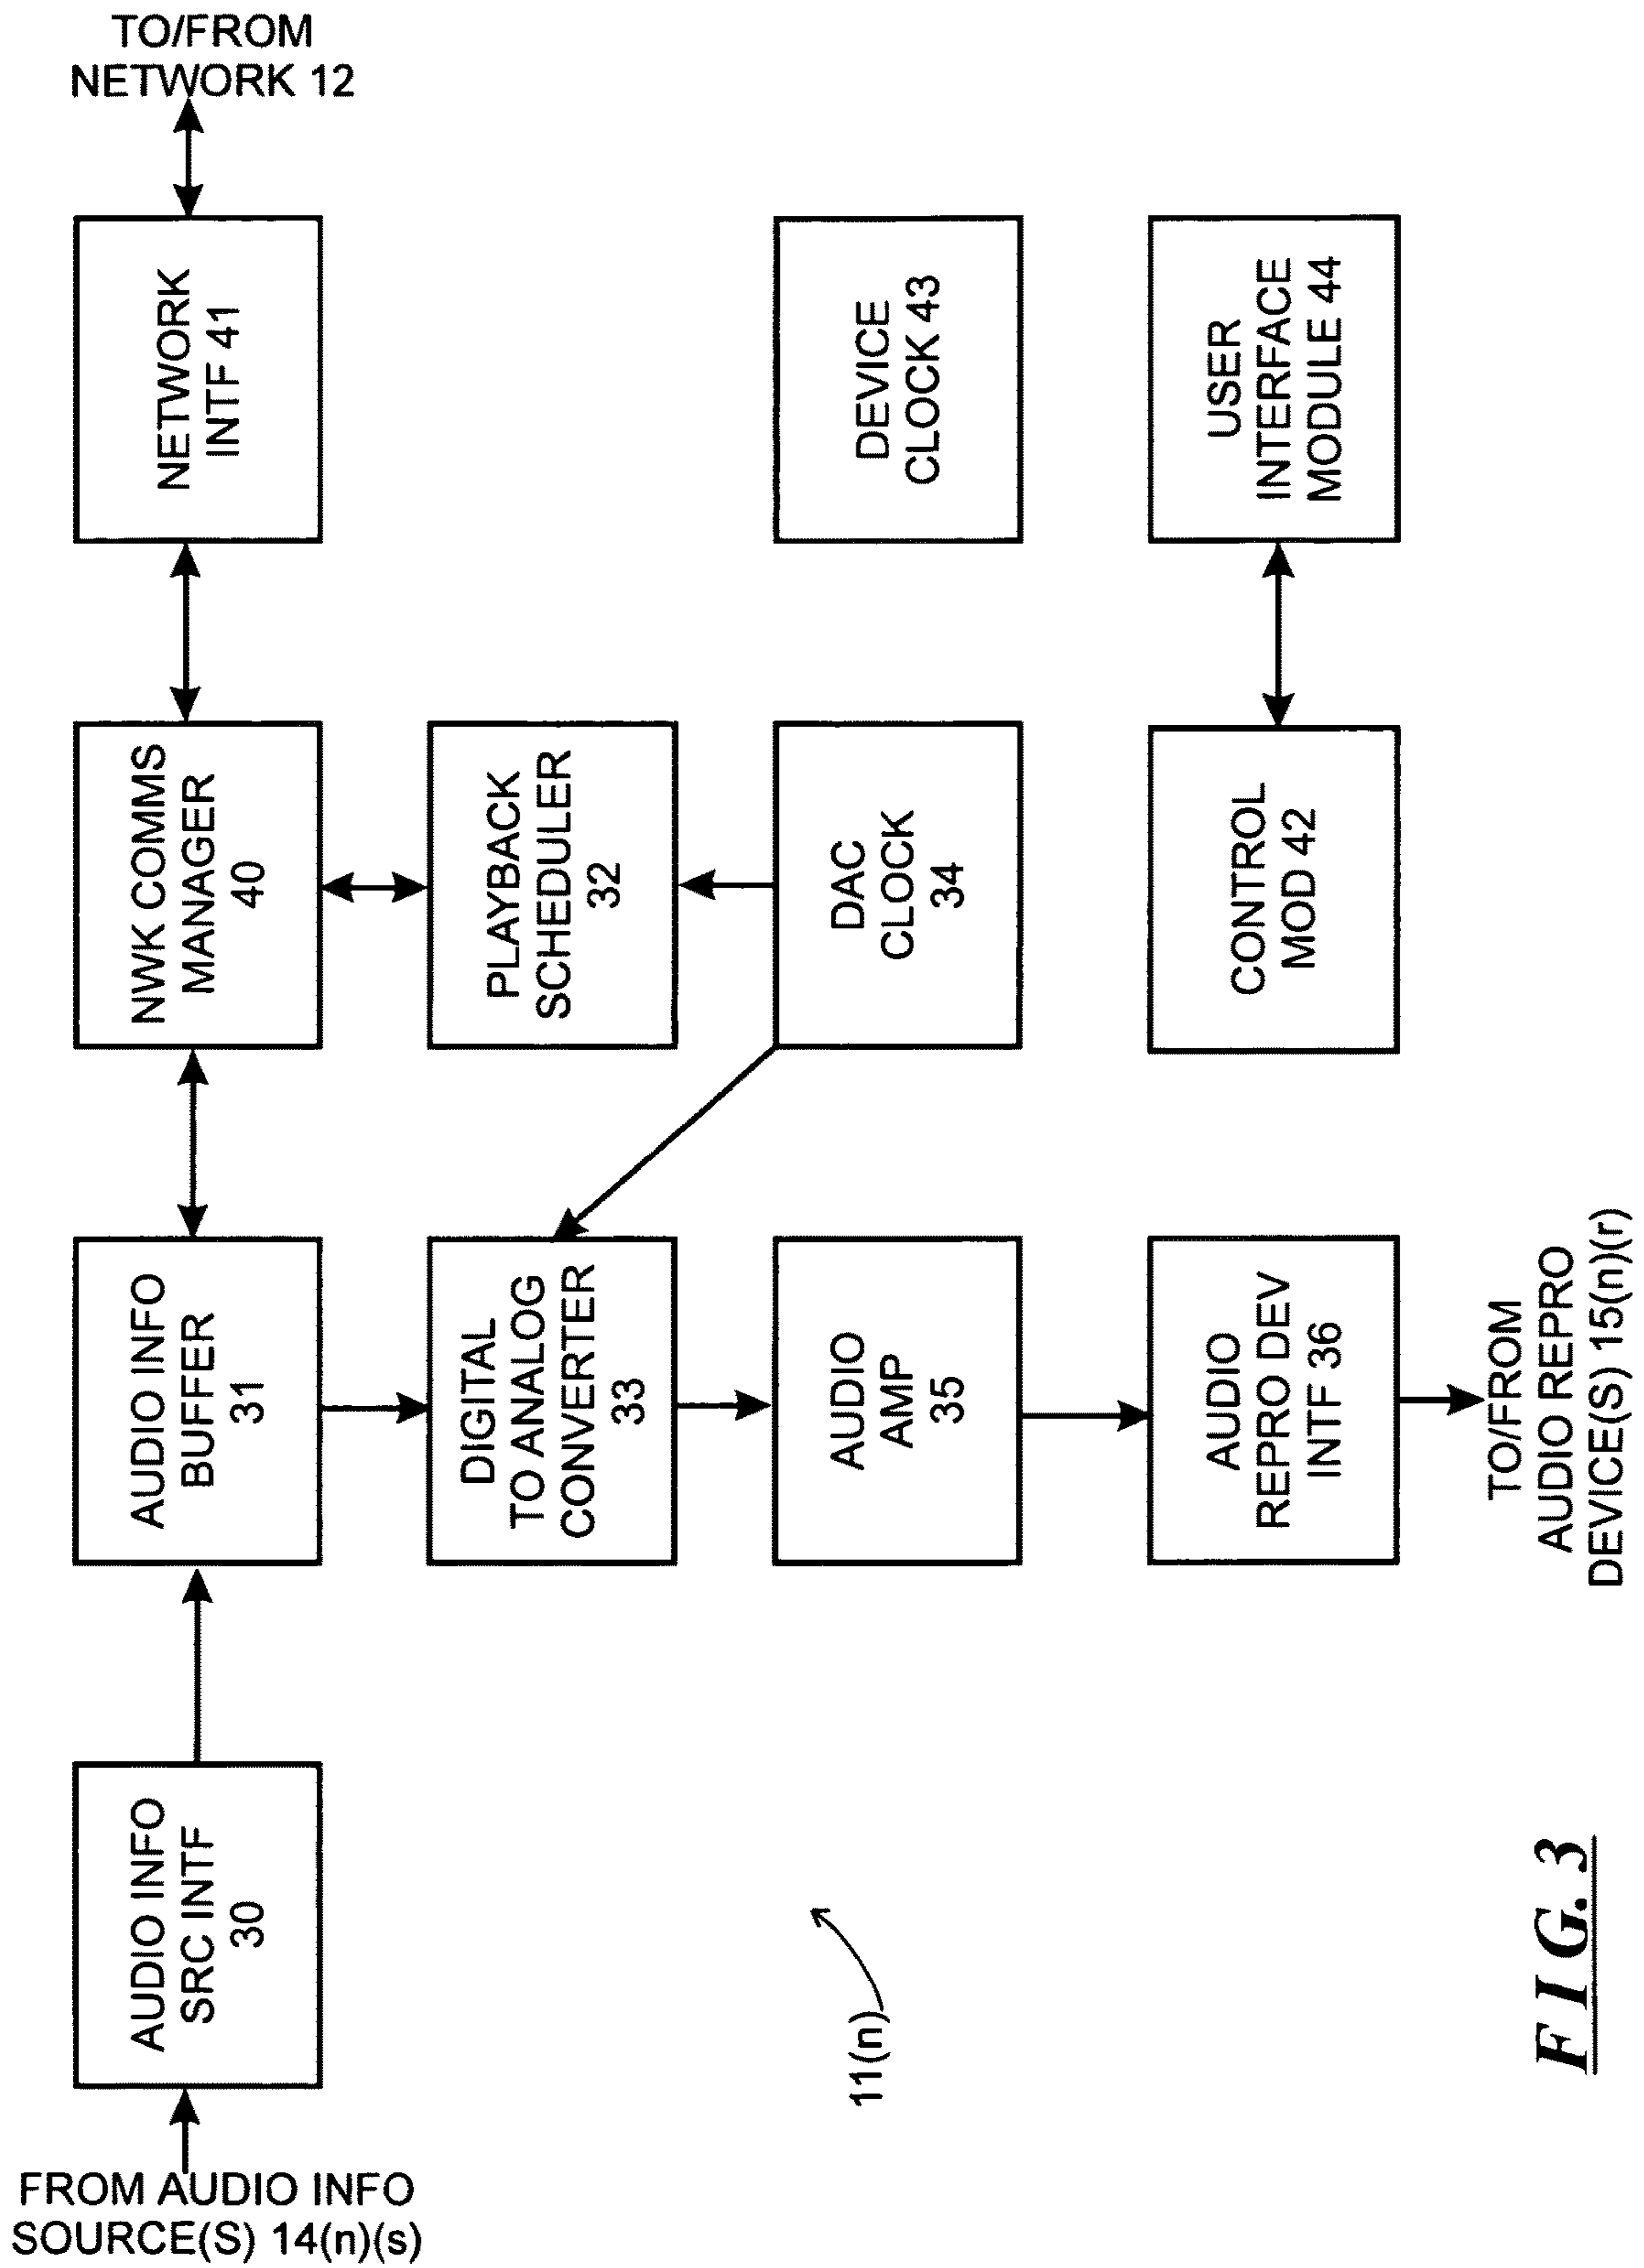 TO/FROM
NETWORK 12
NETWORK
INTF 41
DEVICE
CLOCK 43
USER
INTERFACE
MODULE 44
NWK COMMS
MANAGER
40
PLAYBACK
SCHEDULER
32
DAC
CLOCK
34
CONTROL
MOD 42
AUDIO INFO
BUFFER
31
DIGITAL
TO ANALOG
CONVERTER
33
AUDIO
AMP
35
AUDIO
REPRO DEV
INTF 36
TO/FROM
AUDIO REPRO
DEVICE(S) 15(n)(r)
AUDIO INFO
SRC INTF
30
11(n)
FROM AUDIO INFO
SOURCE(S) 14(n)(s)
FIG. 3